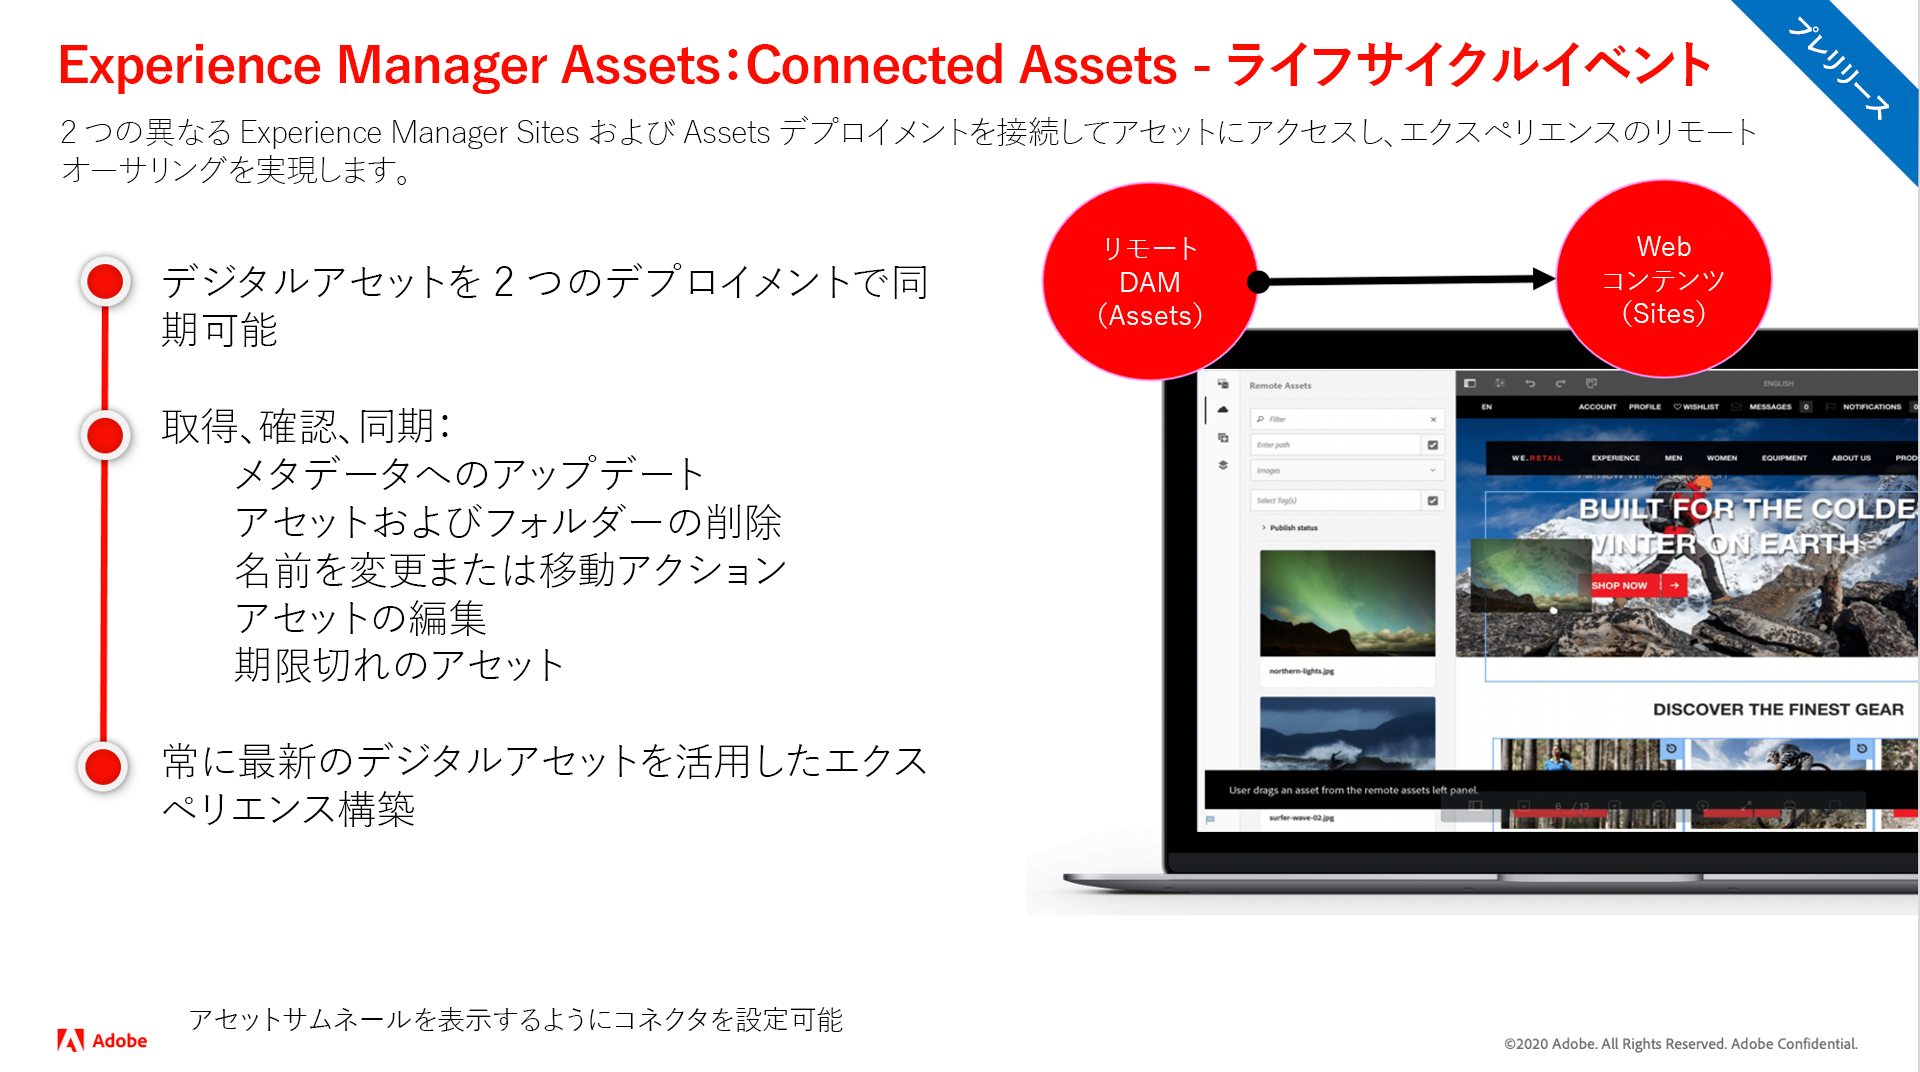 Experience Manager Assets：Connected Assets - ライフサイクルイベント
プレリリース
2 つの異なる Experience Manager Sites および Assets デプロイメントを接続してアセットにアクセスし、エクスペリエンスのリモート
オーサリングを実現します。
デジタルアセットを 2 つのデプロイメントで同
期可能
取得、確認、同期：
メタデータへのアップデート
アセットおよびフォルダーの削除
名前を変更または移動アクション
アセットの編集
期限切れのアセット
常に最新のデジタルアセットを活用したエクス
ペリエンス構築
リモート
DAM
（Assets）
Web
コンテンツ
（Sites）
Remote Assets
Filter
Enter path
Images
Select Tag(s)
Publish status
northern-lights.jpg
surfer-wave-02.jpg
ENGLISH
EN ACCOUNT PROFILE WISHLIST MESSAGES 0 NOTIFICATIONS 0
WE.RETAIL EXPERIENCE MEN WOMEN EQUIPMENT ABOUT US PROD
BUILT FOR THE COLDE
WINTER ON EARTH
SHOP NOW
DISCOVER THE FINEST GEAR
User drags an asset from the remote assets left panel.
6 / 13
アセットサムネールを表示するようにコネクタを設定可能
Adobe
©2020 Adobe. All Rights Reserved. Adobe Confidential.